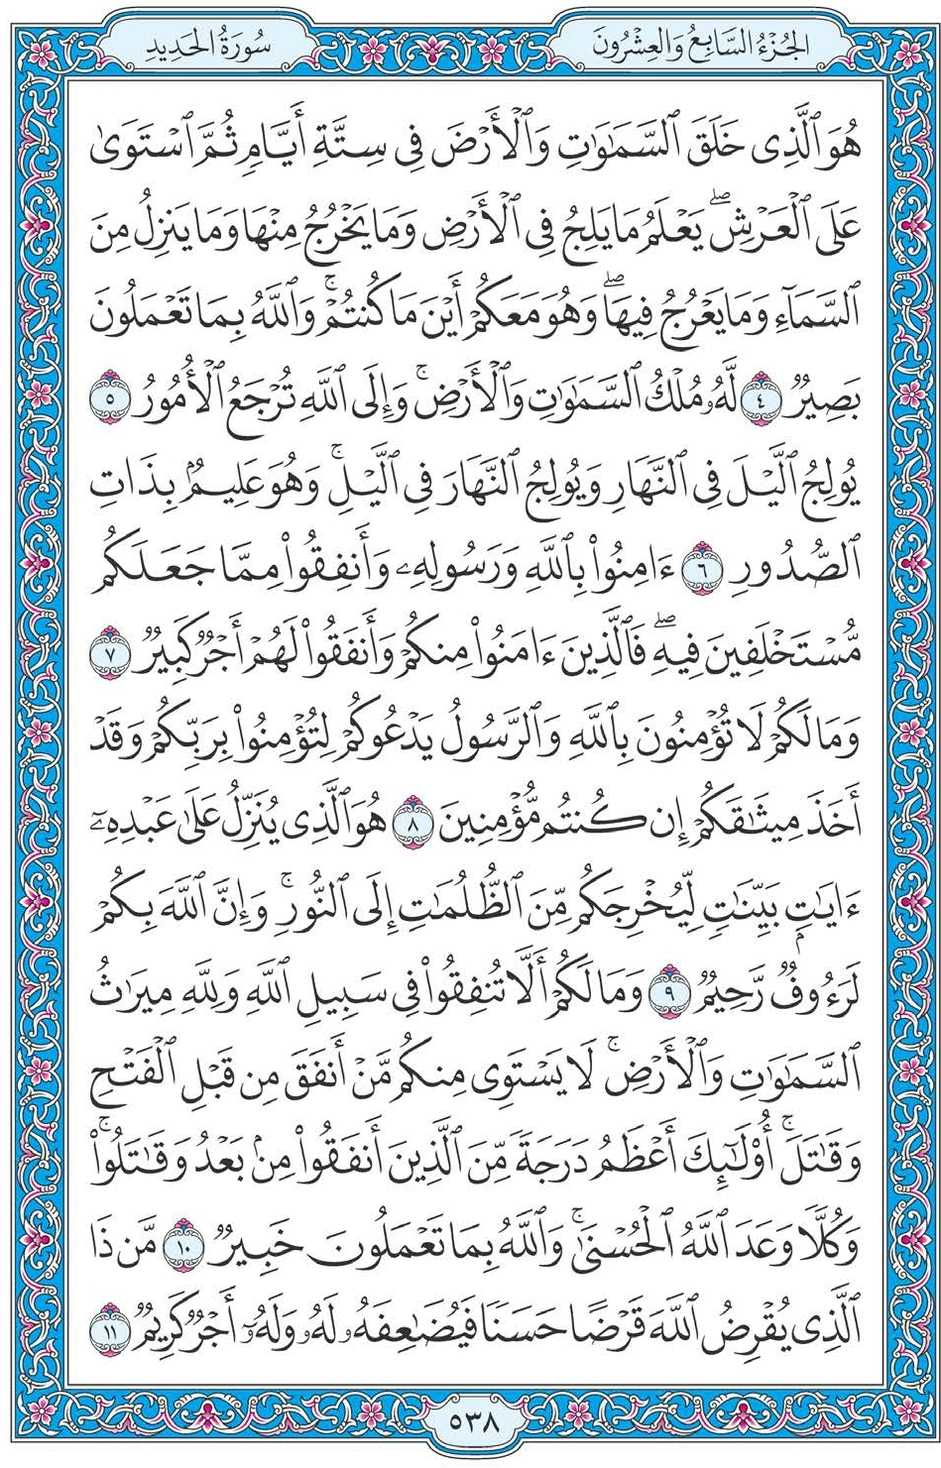 الجُزْءُ السَّابِعُ وَالعِشْرُونَ
سُورَةُ الحَدِيدِ
هُوَ ٱلَّذِى خَلَقَ ٱلسَّمَٰوَٰتِ وَٱلْأَرْضَ فِى سِتَّةِ أَيَّامٍ ثُمَّ ٱسْتَوَىٰ
عَلَى ٱلْعَرْشِ ۖ يَعْلَمُ مَا يَلِجُ فِى ٱلْأَرْضِ وَمَا يَخْرُجُ مِنْهَا وَمَا يَنزِلُ مِنَ
ٱلسَّمَآءِ وَمَا يَعْرُجُ فِيهَا ۖ وَهُوَ مَعَكُمْ أَيْنَ مَا كُنتُمْ ۚ وَٱللَّهُ بِمَا تَعْمَلُونَ
بَصِيرٌ ٤ لَّهُۥ مُلْكُ ٱلسَّمَٰوَٰتِ وَٱلْأَرْضِ ۚ وَإِلَى ٱللَّهِ تُرْجَعُ ٱلْأُمُورُ ٥
يُولِجُ ٱلَّيْلَ فِى ٱلنَّهَارِ وَيُولِجُ ٱلنَّهَارَ فِى ٱلَّيْلِ ۚ وَهُوَ عَلِيمٌۢ بِذَاتِ
ٱلصُّدُورِ ٦ ءَامِنُوا۟ بِٱللَّهِ وَرَسُولِهِۦ وَأَنفِقُوا۟ مِمَّا جَعَلَكُم
مُّسْتَخْلَفِينَ فِيهِ ۖ فَٱلَّذِينَ ءَامَنُوا۟ مِنكُمْ وَأَنفَقُوا۟ لَهُمْ أَجْرٌ كَبِيرٌ ٧
وَمَا لَكُمْ لَا تُؤْمِنُونَ بِٱللَّهِ وَٱلرَّسُولُ يَدْعُوكُمْ لِتُؤْمِنُوا۟ بِرَبِّكُمْ وَقَدْ
أَخَذَ مِيثَٰقَكُمْ إِن كُنتُم مُّؤْمِنِينَ ٨ هُوَ ٱلَّذِى يُنَزِّلُ عَلَىٰ عَبْدِهِۦٓ
ءَايَٰتٍۭ بَيِّنَٰتٍ لِّيُخْرِجَكُم مِّنَ ٱلظُّلُمَٰتِ إِلَى ٱلنُّورِ ۚ وَإِنَّ ٱللَّهَ بِكُمْ
لَرَءُوفٌ رَّحِيمٌ ٩ وَمَا لَكُمْ أَلَّا تُنفِقُوا۟ فِى سَبِيلِ ٱللَّهِ وَلِلَّهِ مِيرَٰثُ
ٱلسَّمَٰوَٰتِ وَٱلْأَرْضِ ۚ لَا يَسْتَوِى مِنكُم مَّنْ أَنفَقَ مِن قَبْلِ ٱلْفَتْحِ
وَقَٰتَلَ ۚ أُو۟لَٰٓئِكَ أَعْظَمُ دَرَجَةً مِّنَ ٱلَّذِينَ أَنفَقُوا۟ مِنۢ بَعْدُ وَقَٰتَلُوا۟ ۚ
وَكُلًّا وَعَدَ ٱللَّهُ ٱلْحُسْنَىٰ ۚ وَٱللَّهُ بِمَا تَعْمَلُونَ خَبِيرٌ ١٠ مَّن ذَا
ٱلَّذِى يُقْرِضُ ٱللَّهَ قَرْضًا حَسَنًا فَيُضَٰعِفَهُۥ لَهُۥ وَلَهُۥٓ أَجْرٌ كَرِيمٌ ١١
٥٣٨